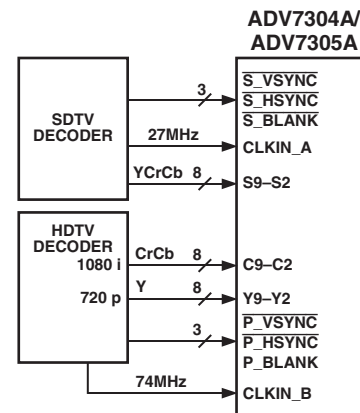 ADV7304A/
ADV7305A
SDTV
DECODER
3
S_VSYNC
S_HSYNC
S_BLANK
27MHz
CLKIN_A
YCrCb 8
S9–S2
HDTV
DECODER
1080 i
CrCb 8
C9–C2
720 p
Y 8
Y9–Y2
3
P_VSYNC
P_HSYNC
P_BLANK
74MHz
CLKIN_B